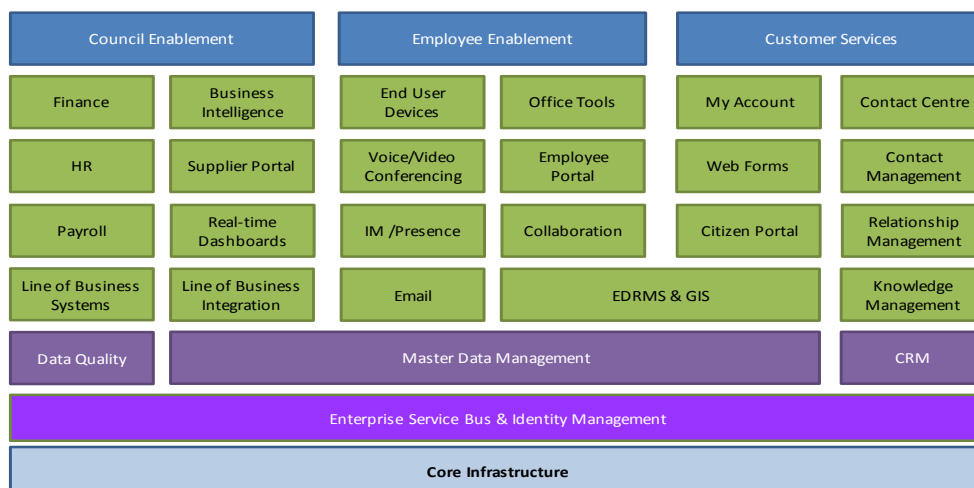 Council Enablement
Employee Enablement
Customer Services
Finance
Business
Intelligence
End User
Devices
Office Tools
My Account
Contact Centre
HR
Supplier Portal
Voice/Video
Conferencing
Employee
Portal
Web Forms
Contact
Management
Payroll
Real-time
Dashboards
IM /Presence
Collaboration
Citizen Portal
Relationship
Management
Line of Business
Systems
Line of Business
Integration
Email
EDRMS & GIS
Knowledge
Management
Data Quality
Master Data Management
CRM
Enterprise Service Bus & Identity Management
Core Infrastructure